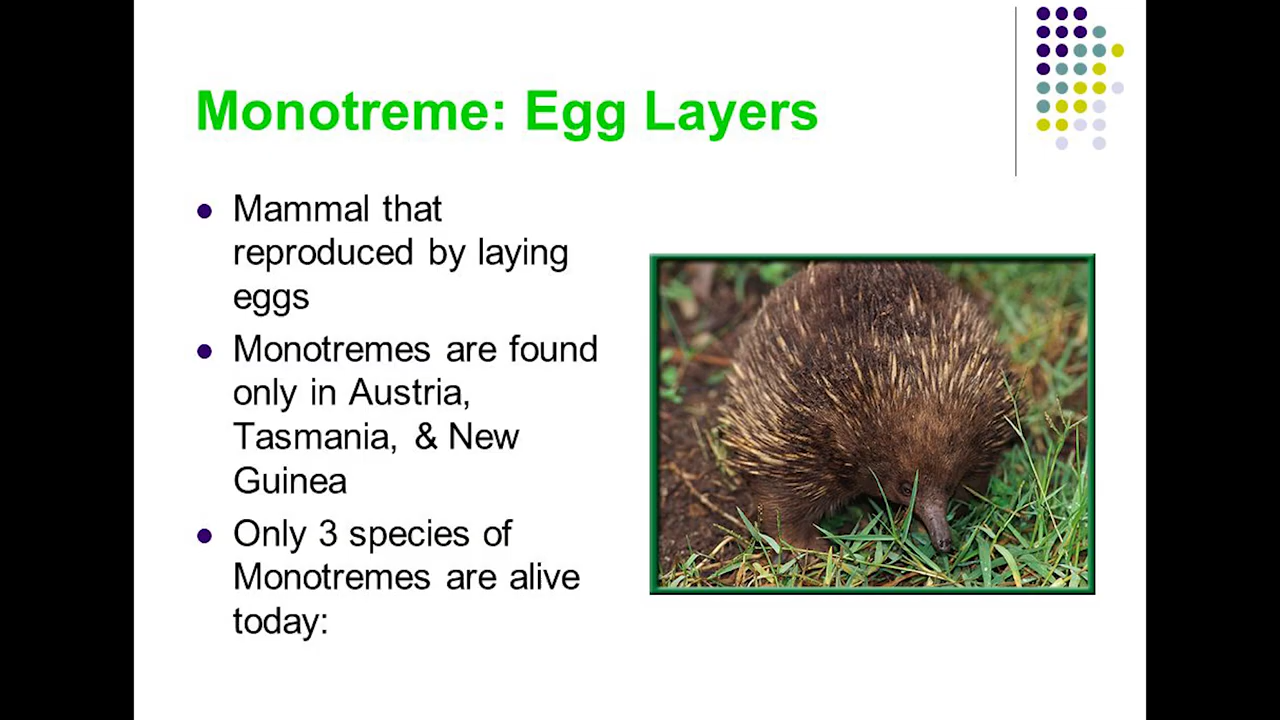 Monotreme: Egg Layers
Mammal that
reproduced by laying
eggs
Monotremes are found
only in Austria,
Tasmania, & New
Guinea
Only 3 species of
Monotremes are alive
today: